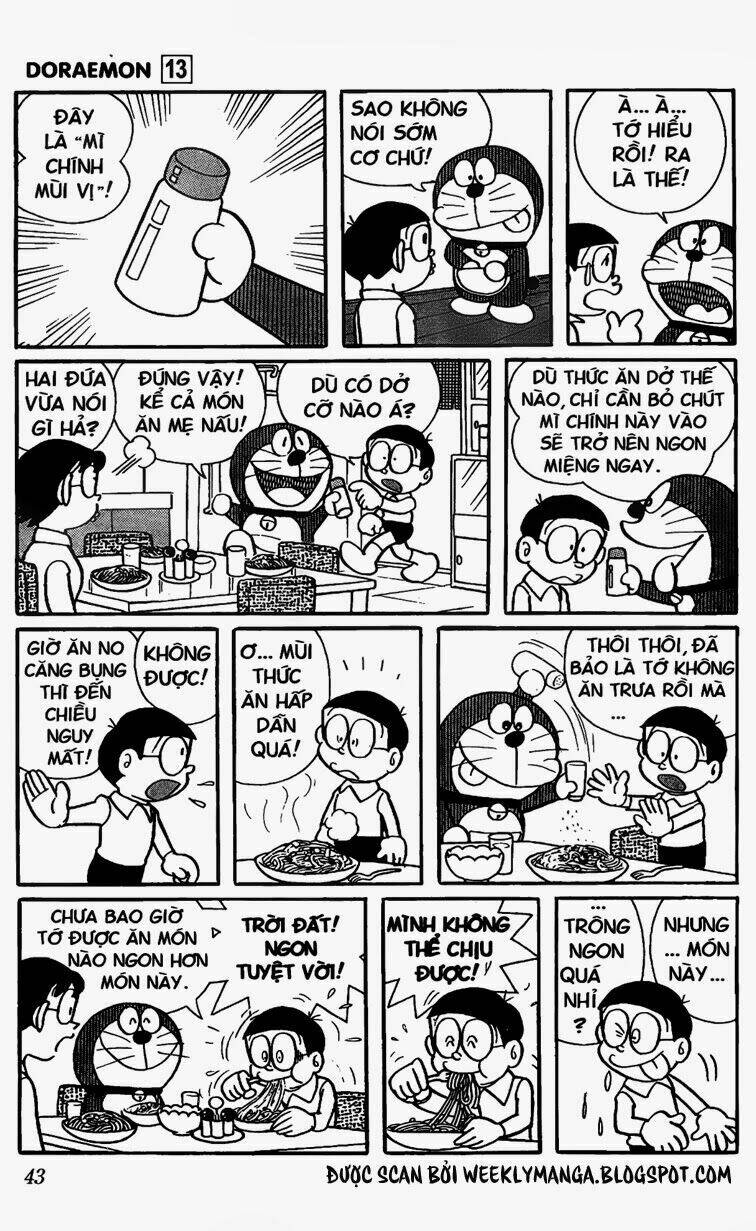 DORAEMON 13
À... À...
TỚ HIỂU
RỒI! RA
LÀ THẾ!
SAO KHÔNG
NÓI SỚM
CƠ CHỨ!
ĐÂY
LÀ “MÌ
CHÍNH
MÙI VỊ”!
DÙ THỨC ĂN DỞ THẾ
NÀO, CHỈ CẦN BỎ CHÚT
MÌ CHÍNH NÀY VÀO
SẼ TRỞ NÊN NGON
MIỆNG NGAY.
DÙ CÓ DỞ
CỠ NÀO Á?
ĐÚNG VẬY!
KỂ CẢ MÓN
ĂN MẸ NẤU!
HAI ĐỨA
VỪA NÓI
GÌ HẢ?
THÔI THÔI, ĐÃ
BẢO LÀ TỚ KHÔNG
ĂN TRƯA RỒI MÀ
...
Ơ... MÙI
THỨC
ĂN HẤP
DẪN
QUÁ!
KHÔNG
ĐƯỢC!
GIỜ ĂN NO
CĂNG BỤNG
THÌ ĐẾN
CHIỀU
NGUY
MẤT!
NHƯNG
... MÓN
NÀY...
...
TRÔNG
NGON
QUÁ
NHỈ
?
MÌNH KHÔNG
THỂ CHỊU
ĐƯỢC!
TRỜI ĐẤT!
NGON
TUYỆT VỜI!
CHƯA BAO GIỜ
TỚ ĐƯỢC ĂN MÓN
NÀO NGON HƠN
MÓN NÀY.
43
ĐƯỢC SCAN BỞI WEEKLYMANGA.BLOGSPOT.COM